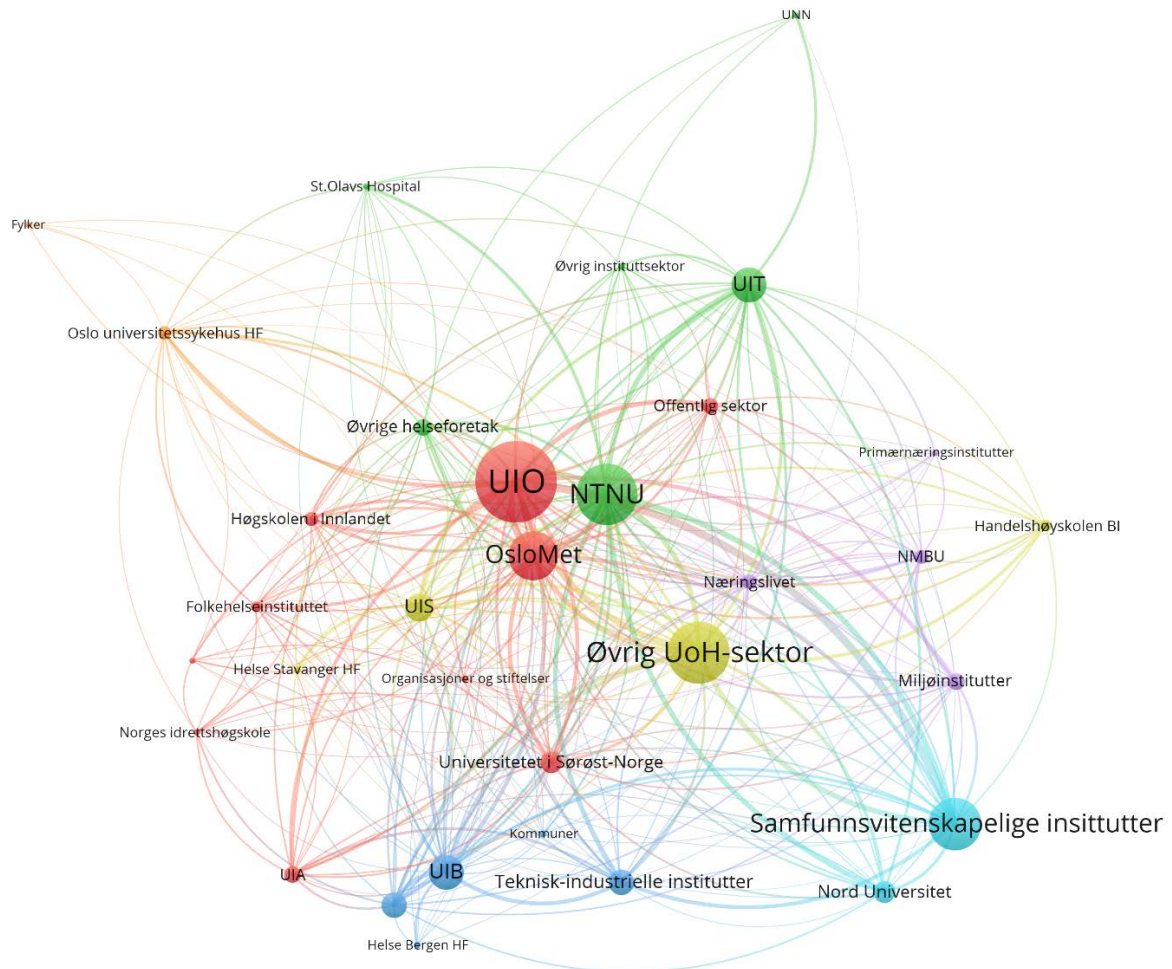 UNN
St.Olavs Hospital
Fylker
Øvrig instituttsektor
UIT
Oslo universitetssykehus HF
Offentlig sektor
Øvrige helseforetak
Primærnæringsinstitutter
UIO
NTNU
Høgskolen i Innlandet
Handelshøyskolen BI
OsloMet
NMBU
Næringslivet
Folkehelseinstituttet
UIS
Øvrig UoH-sektor
Helse Stavanger HF
Organisasjoner og stiftelser
Miljøinstitutter
Norges idrettshøgskole
Universitetet i Sørøst-Norge
Samfunnsvitenskapelige insittutter
Kommuner
UIB
UIA
Teknisk-industrielle institutter
Nord Universitet
Helse Bergen HF